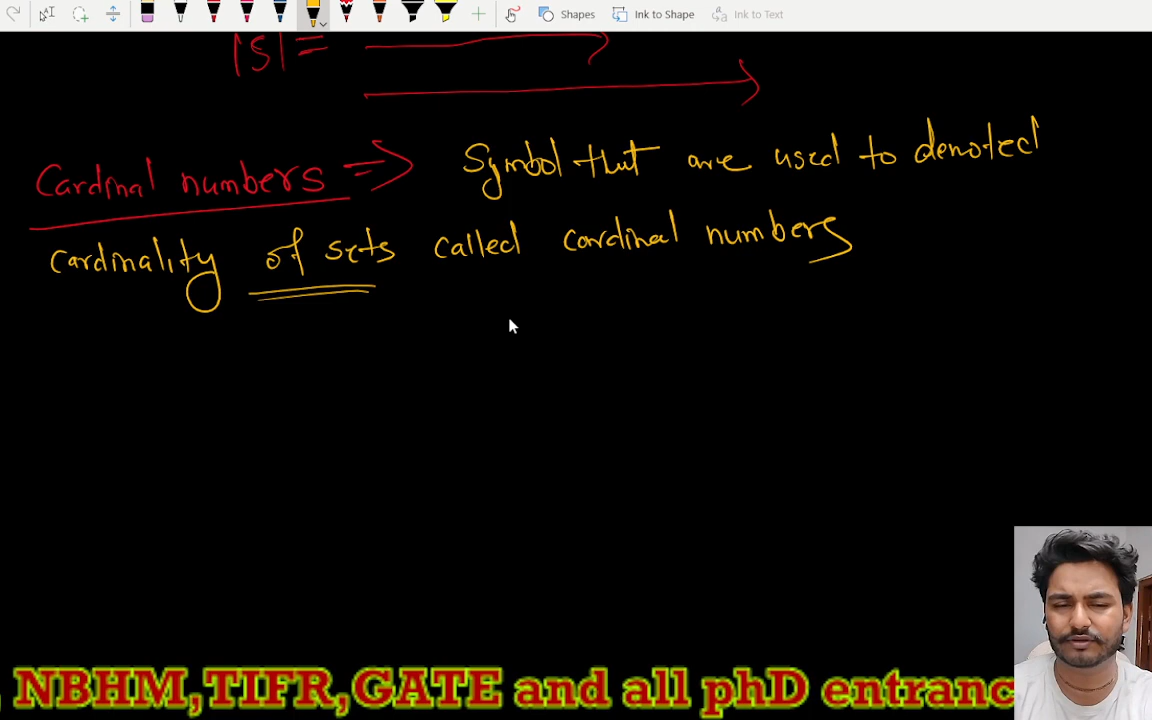 Shapes Ink to Shape Ink to Text
|S| =
Cardinal numbers => Symbol that are used to denoted
cardinality of sets called cardinal numbers
NBHM,TIFR,GATE and all phD entranc